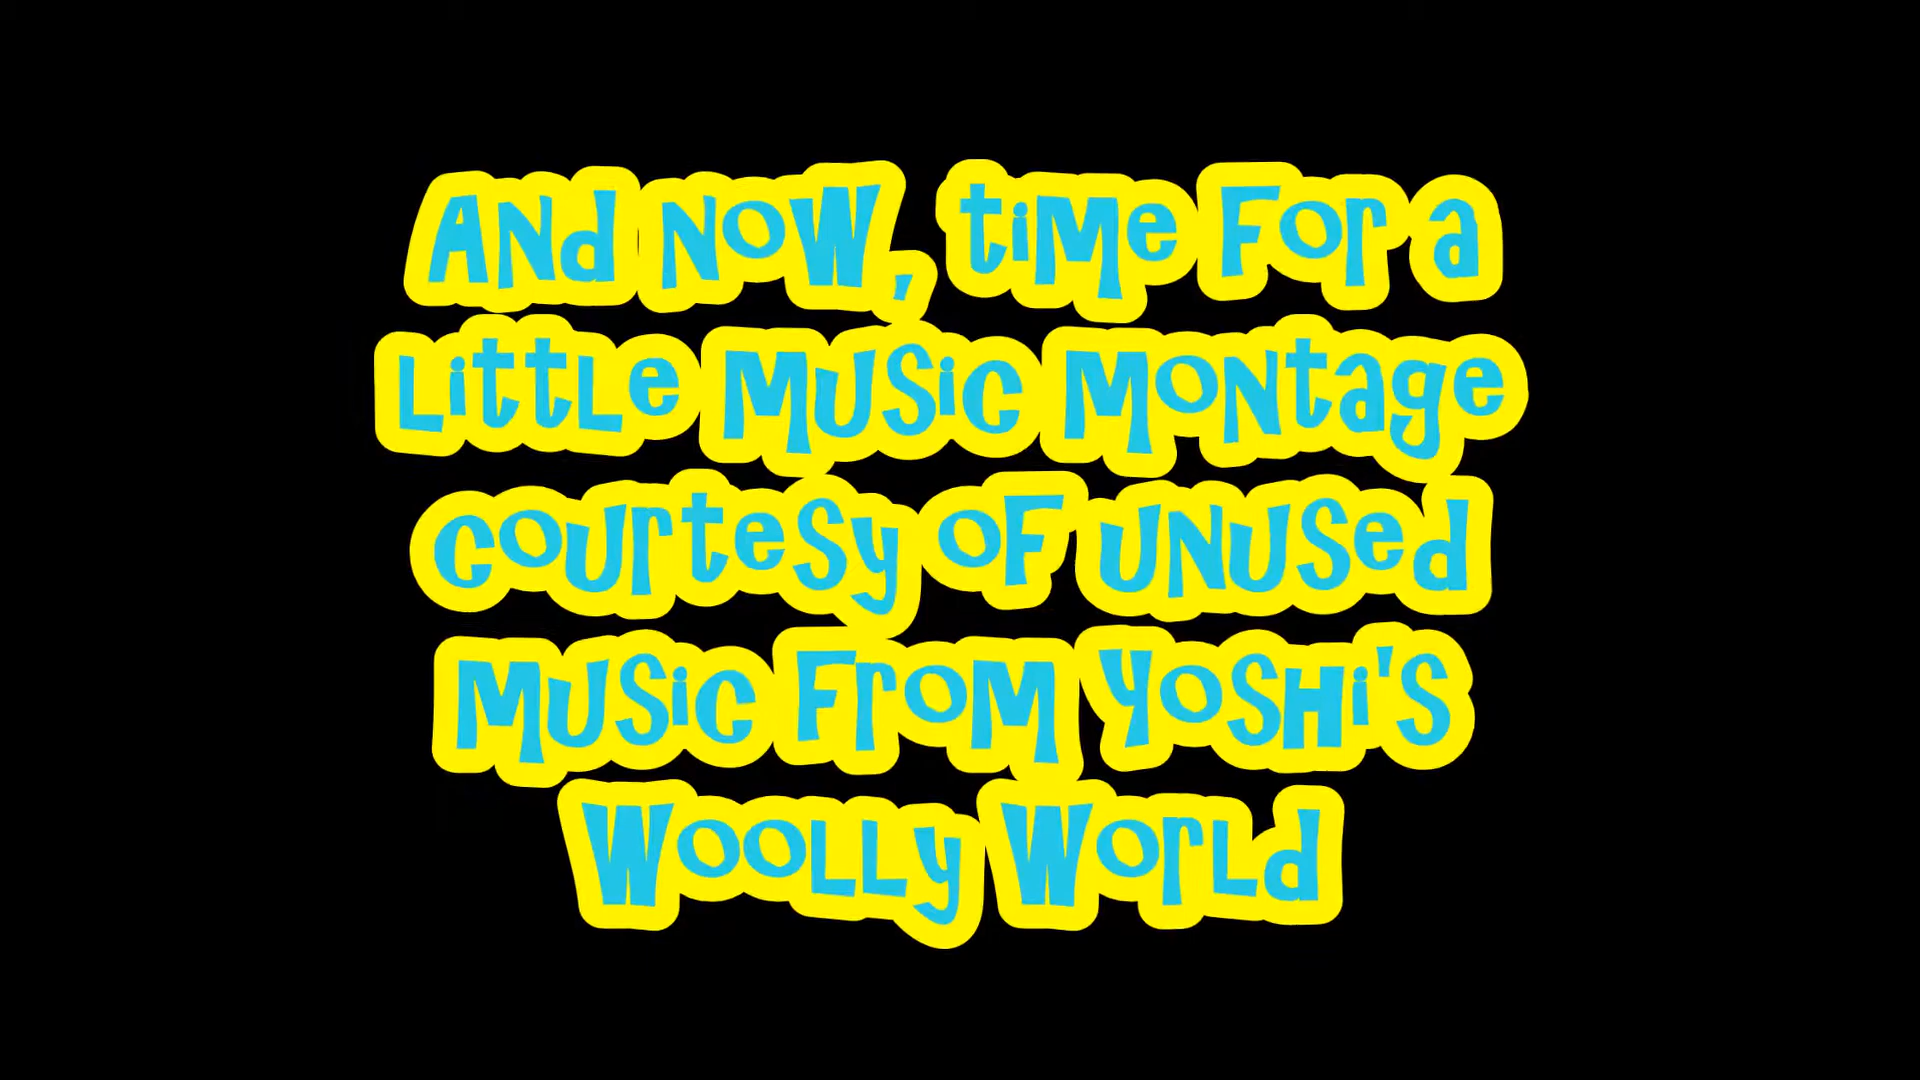 And Now, time For a
Little Music Montage
courtesy of unused
Music From Yoshi's
Woolly World